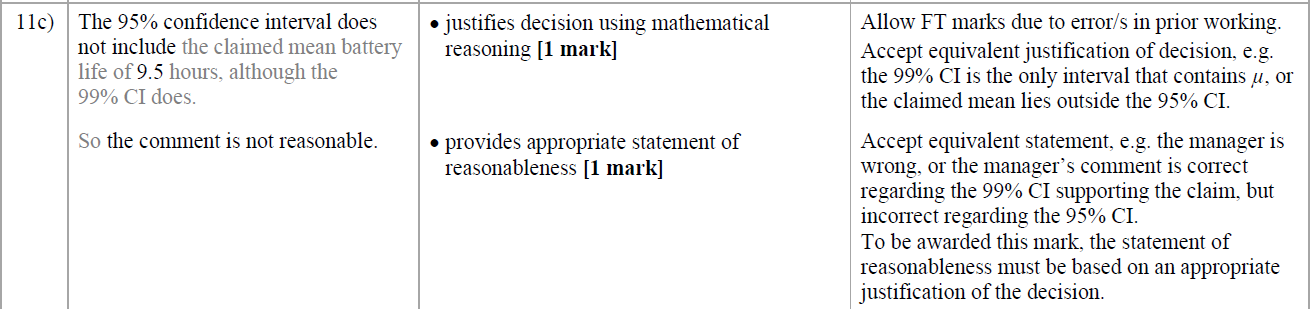 11c)
The 95% confidence interval does
not include the claimed mean battery
life of 9.5 hours, although the
99% CI does.
• justifies decision using mathematical
reasoning [1 mark]
Allow FT marks due to error/s in prior working.
Accept equivalent justification of decision, e.g.
the 99% CI is the only interval that contains μ, or
the claimed mean lies outside the 95% CI.
So the comment is not reasonable.
• provides appropriate statement of
reasonableness [1 mark]
Accept equivalent statement, e.g. the manager is
wrong, or the manager’s comment is correct
regarding the 99% CI supporting the claim, but
incorrect regarding the 95% CI.
To be awarded this mark, the statement of
reasonableness must be based on an appropriate
justification of the decision.